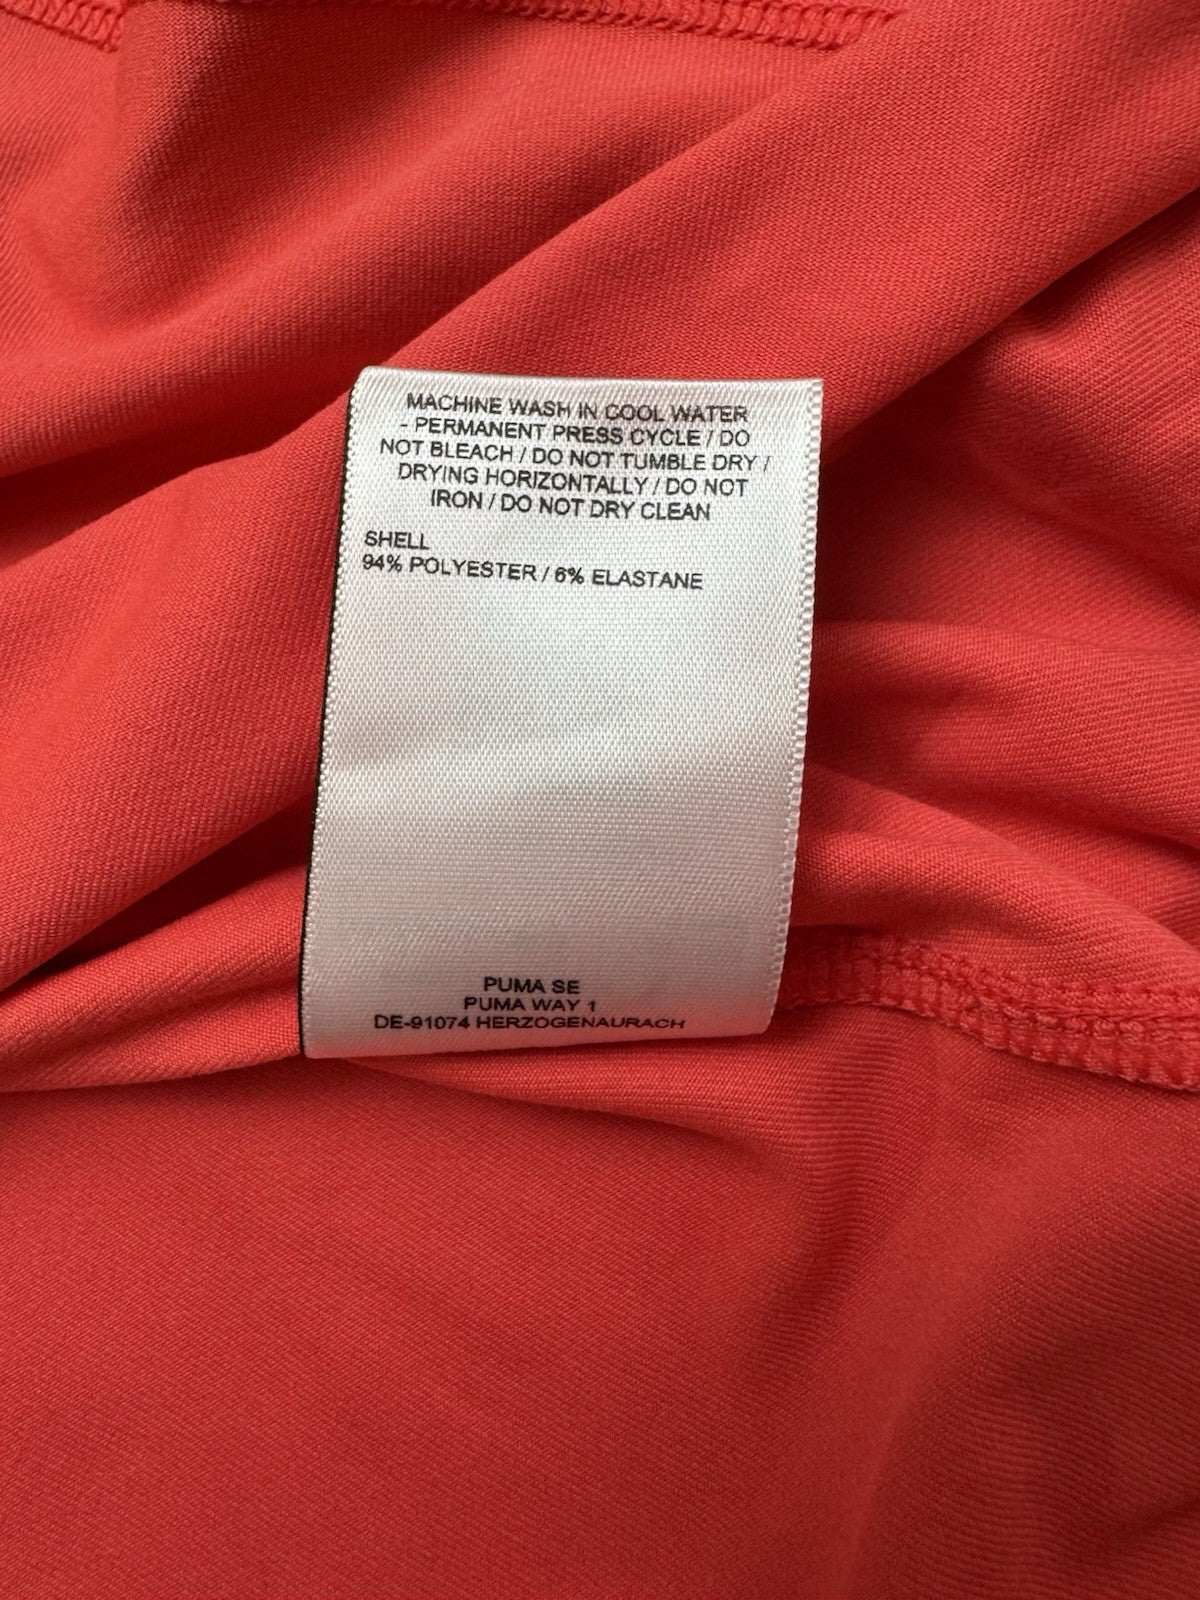 MACHINE WASH IN COOL WATER
- PERMANENT PRESS CYCLE / DO
NOT BLEACH / DO NOT TUMBLE DRY /
DRYING HORIZONTALLY / DO NOT
IRON / DO NOT DRY CLEAN
SHELL
94% POLYESTER / 6% ELASTANE
PUMA SE
PUMA WAY 1
DE-91074 HERZOGENAURACH